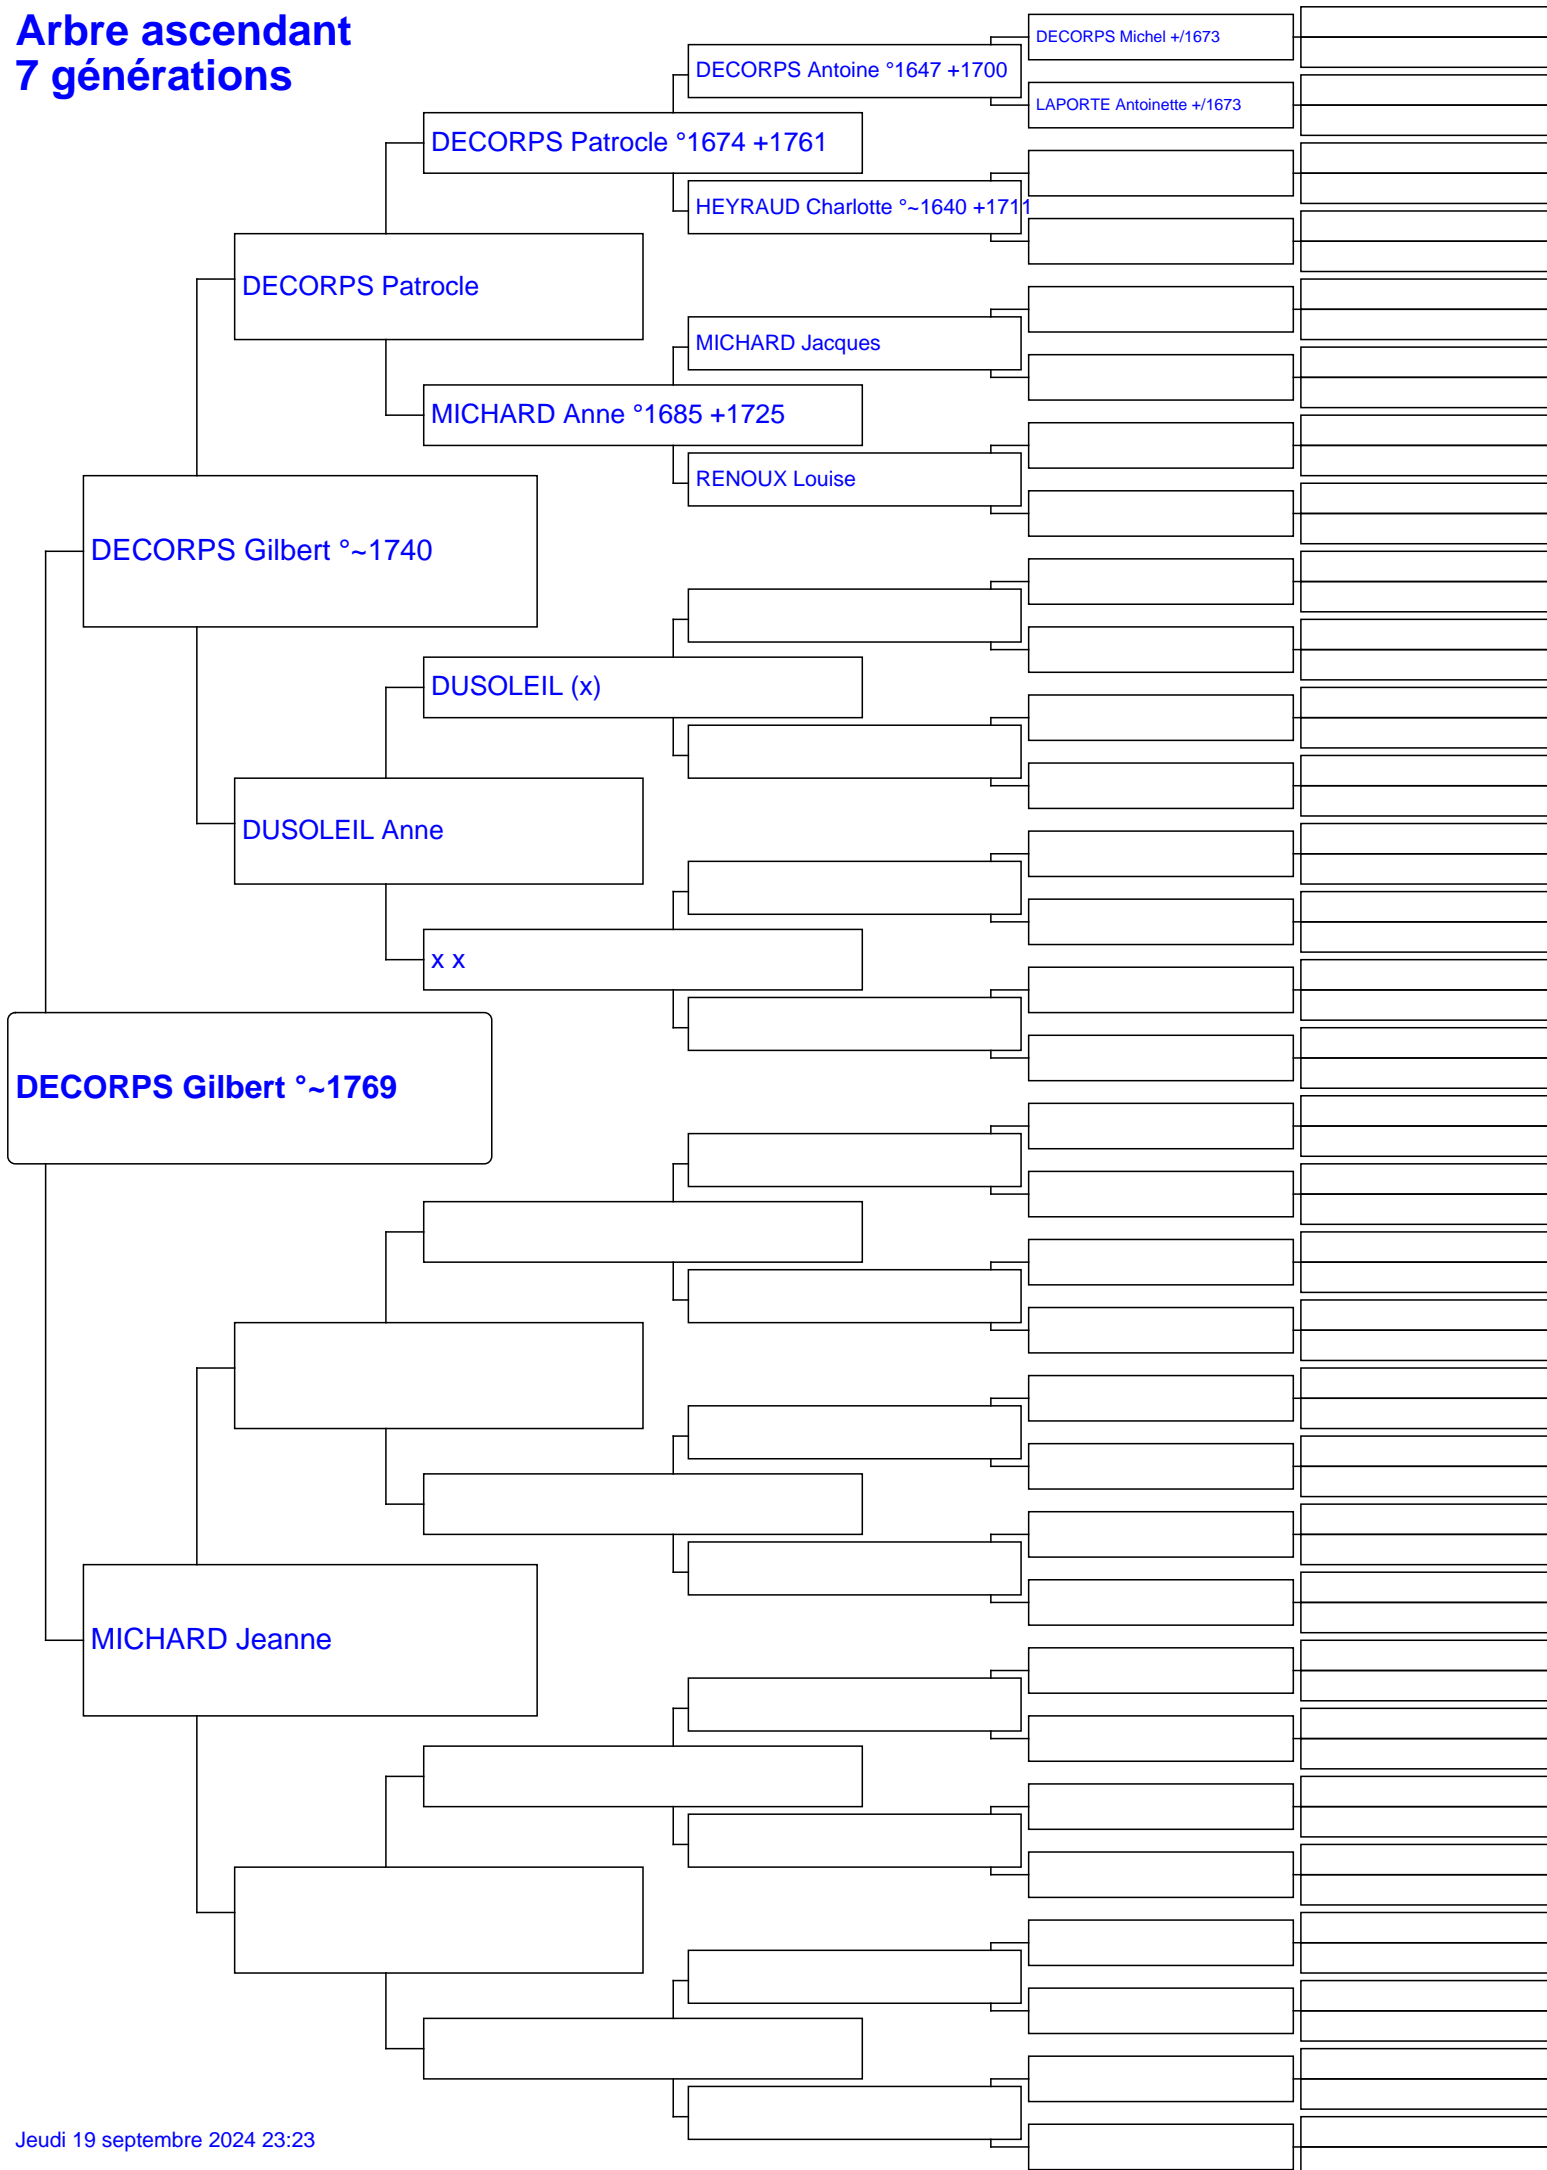 Arbre ascendant
7 générations
DECORPS Michel +/1673
DECORPS Antoine °1647 +1700
LAPORTE Antoinette +/1673
DECORPS Patrocle °1674 +1761
HEYRAUD Charlotte °~1640 +1711
DECORPS Patrocle
MICHARD Jacques
MICHARD Anne °1685 +1725
RENOUX Louise
DECORPS Gilbert °~1740
DUSOLEIL (x)
DUSOLEIL Anne
x x
DECORPS Gilbert °~1769
MICHARD Jeanne
Jeudi 19 septembre 2024 23:23